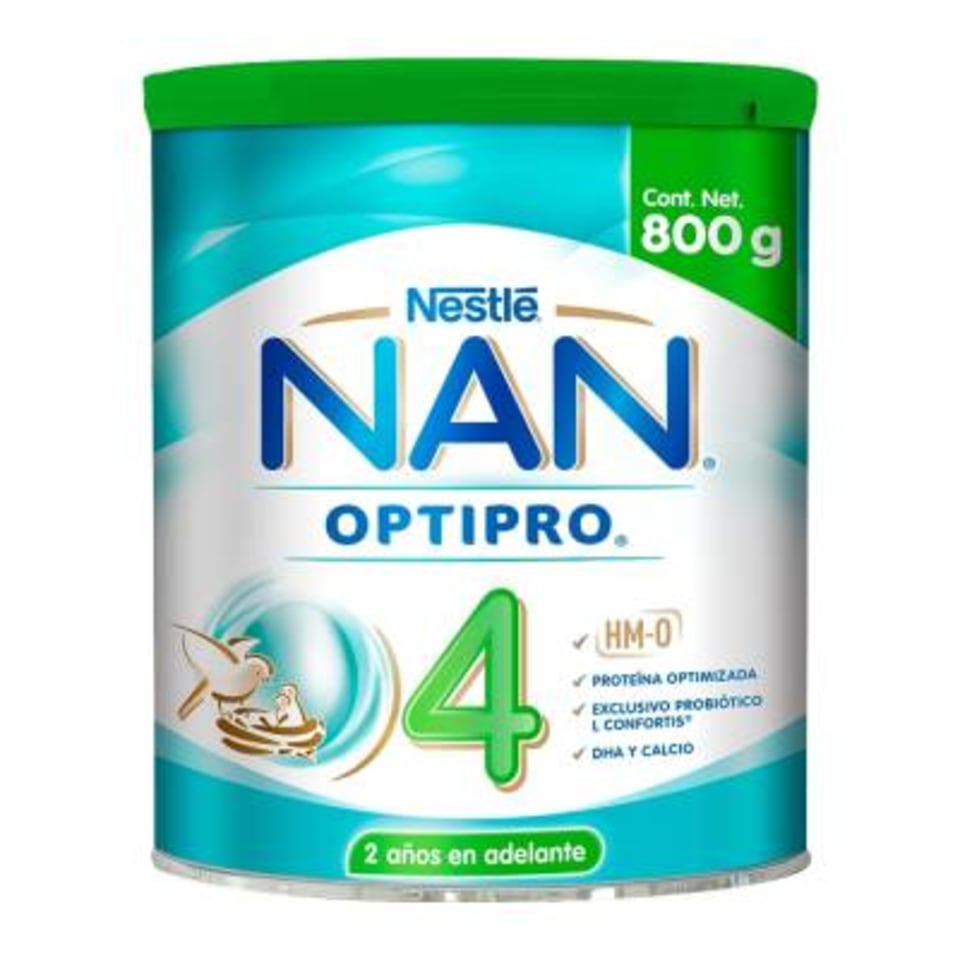 Cont. Net.
800 g
Nestlé
NAN®
OPTIPRO®
4
HM-O
PROTEÍNA OPTIMIZADA
EXCLUSIVO PROBIÓTICO
L CONFORTIS®
DHA Y CALCIO
2 años en adelante